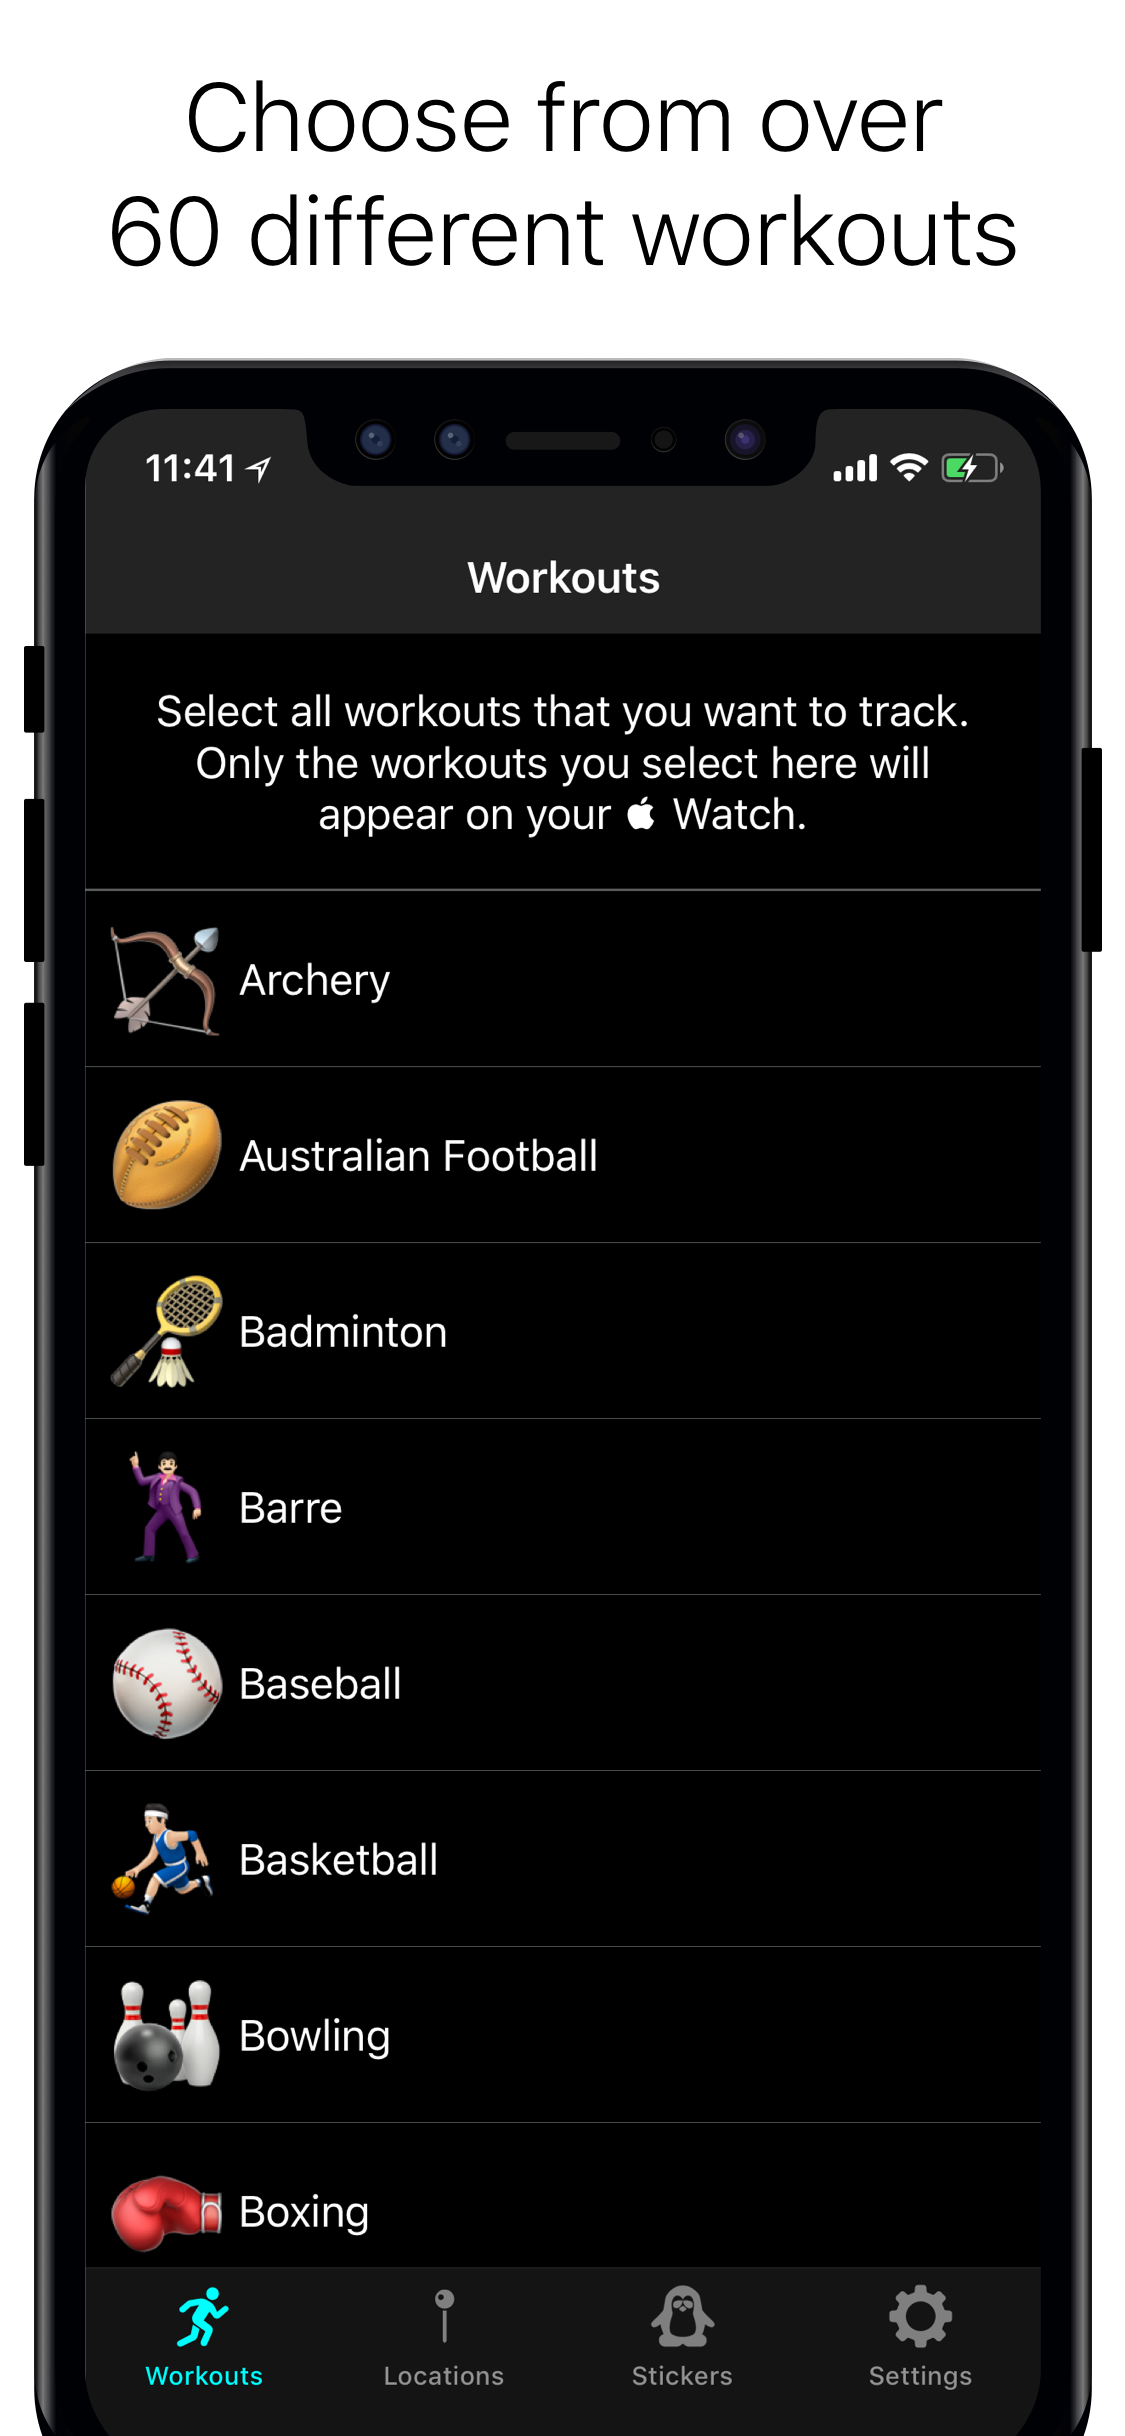 Choose from over
60 different workouts
11:41
Workouts
Select all workouts that you want to track.
Only the workouts you select here will
appear on your  Watch.
Archery
Australian Football
Badminton
Barre
Baseball
Basketball
Bowling
Boxing
Workouts
Locations
Stickers
Settings